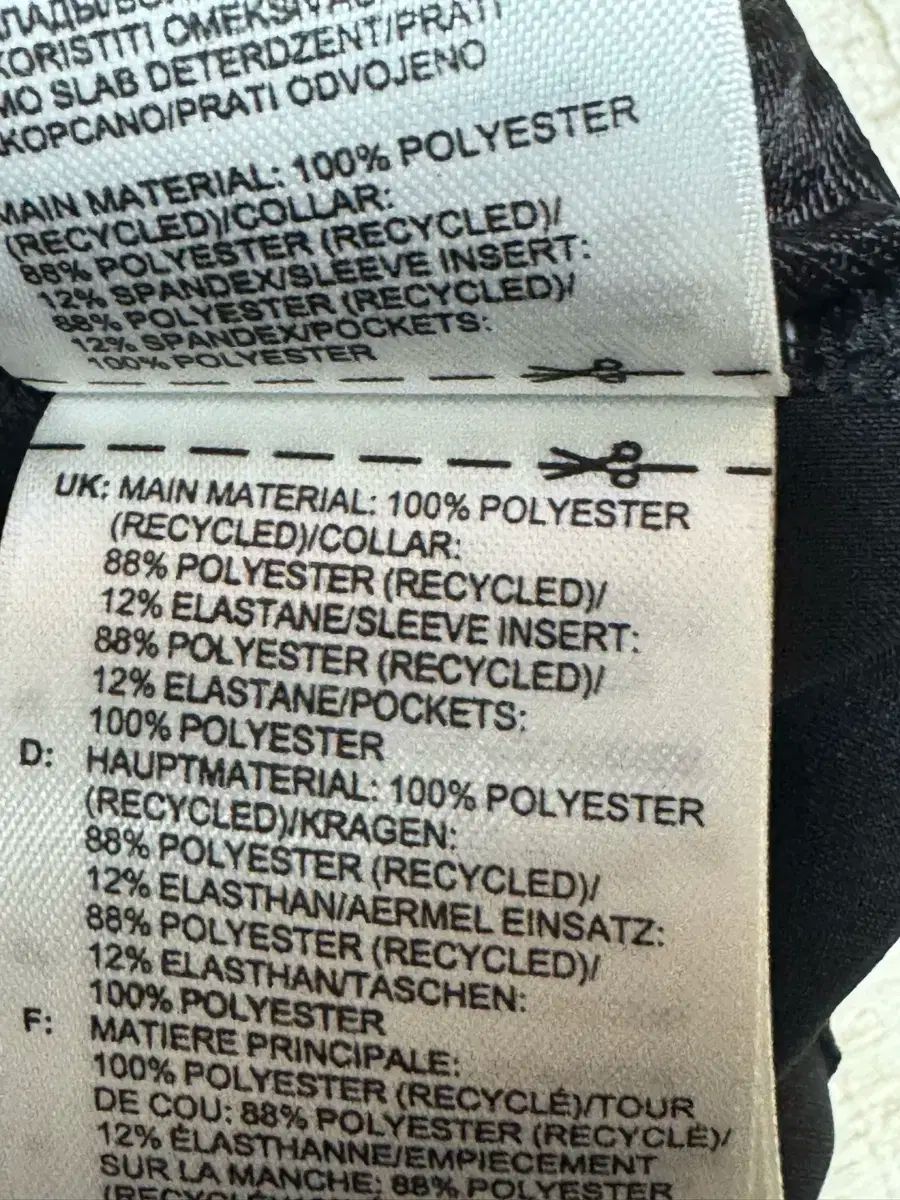 KORISTITI
MO SLAB DETERDZENT/PRATI
KOPCANO/PRATI ODVOJENO
MAIN MATERIAL: 100% POLYESTER
(RECYCLED)/COLLAR:
88% POLYESTER (RECYCLED)/
12% SPANDEX/SLEEVE INSERT:
88% POLYESTER (RECYCLED)/
12% SPANDEX/POCKETS:
100% POLYESTER
UK: MAIN MATERIAL: 100% POLYESTER
(RECYCLED)/COLLAR:
88% POLYESTER (RECYCLED)/
12% ELASTANE/SLEEVE INSERT:
88% POLYESTER (RECYCLED)/
12% ELASTANE/POCKETS:
100% POLYESTER
D: HAUPTMATERIAL: 100% POLYESTER
(RECYCLED)/KRAGEN:
88% POLYESTER (RECYCLED)/
12% ELASTHAN/AERMEL EINSATZ:
88% POLYESTER (RECYCLED)/
12% ELASTHAN/TASCHEN:
100% POLYESTER
F: MATIERE PRINCIPALE:
100% POLYESTER (RECYCLÉ)/TOUR
DE COU: 88% POLYESTER (RECYCLÉ)/
12% ÉLASTHANNE/EMPIECEMENT
SUR LA MANCHE: 88% POLYESTER